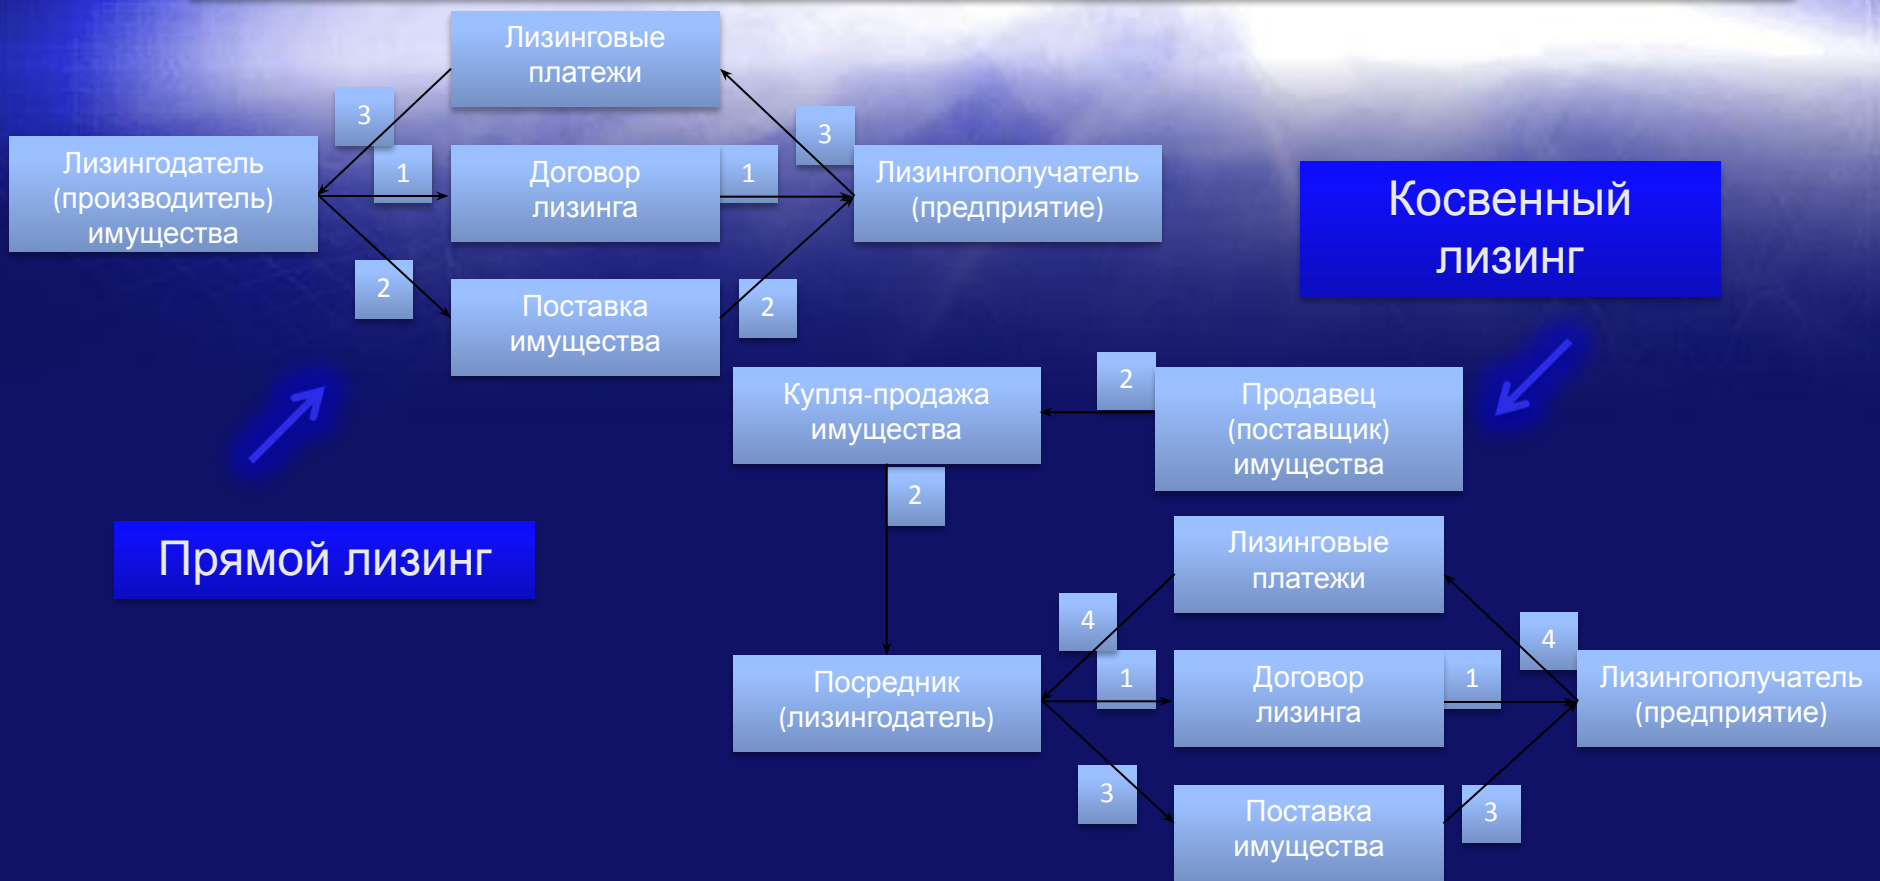 Лизинговые
платежи
3
3
Лизингодатель
(производитель)
имущества
1
Договор
лизинга
1
Лизингополучатель
(предприятие)
2
Поставка
имущества
2
Косвенный
лизинг
Прямой лизинг
Купля-продажа
имущества
2
Продавец
(поставщик)
имущества
2
Лизинговые
платежи
4
4
Посредник
(лизингодатель)
1
Договор
лизинга
1
Лизингополучатель
(предприятие)
3
Поставка
имущества
3